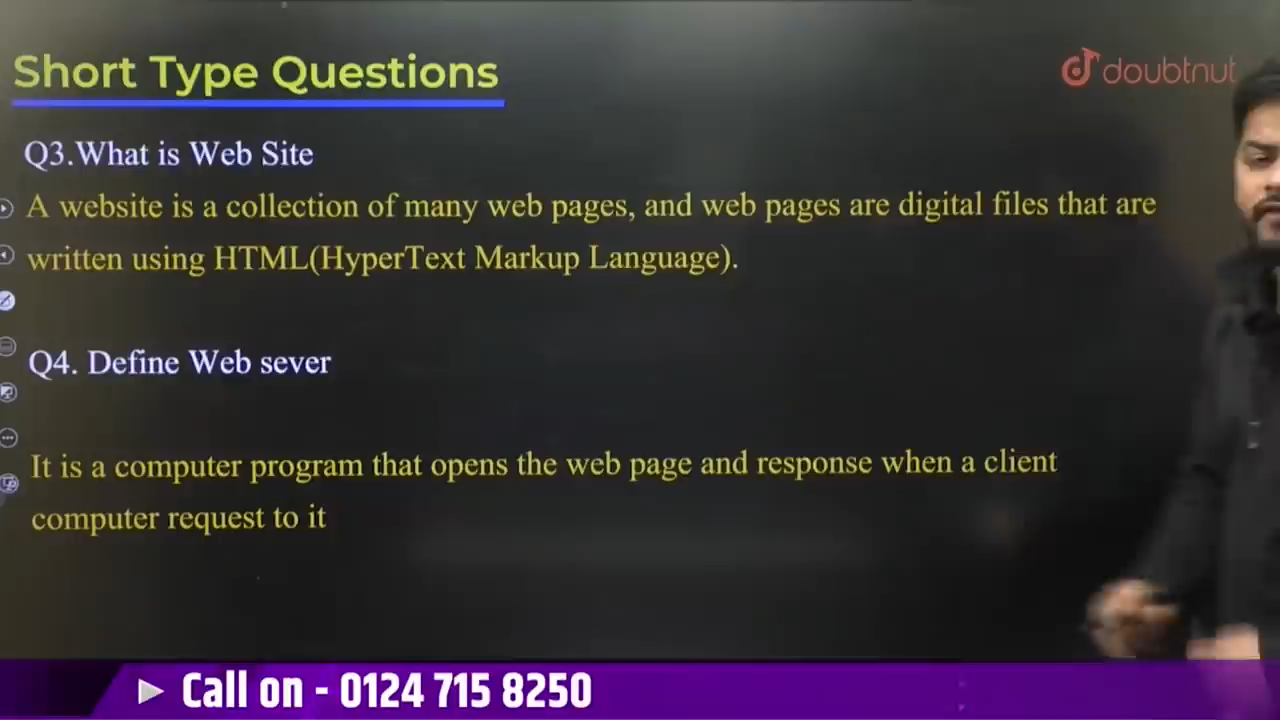 Short Type Questions
doubtnut
Q3.What is Web Site
A website is a collection of many web pages, and web pages are digital files that are
written using HTML(HyperText Markup Language).
Q4. Define Web sever
It is a computer program that opens the web page and response when a client
computer request to it
Call on - 0124 715 8250